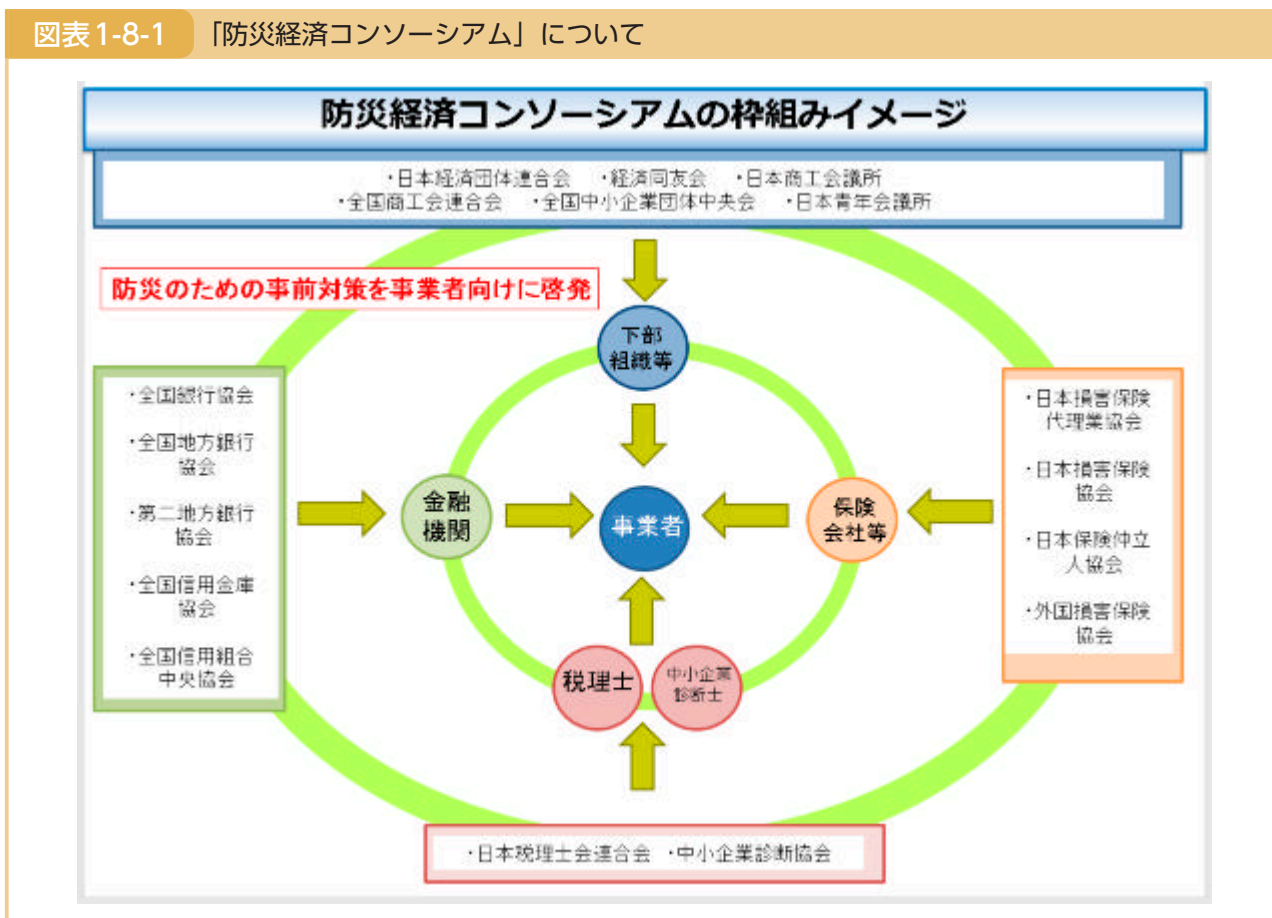 図表1-8-1 「防災経済コンソーシアム」について
防災経済コンソーシアムの枠組みイメージ
・日本経済団体連合会 ・経済同友会 ・日本商工会議所
・全国商工会連合会 ・全国中小企業団体中央会 ・日本青年会議所
防災のための事前対策を事業者向けに啓発
下部
組織等
・全国銀行協会
・全国地方銀行
協会
・第二地方銀行
協会
・全国信用金庫
協会
・全国信用組合
中央協会
金融
機関
事業者
保険
会社等
・日本損害保険
代理業協会
・日本損害保険
協会
・日本保険仲立
人協会
・外国損害保険
協会
税理士
中小企業
診断士
・日本税理士会連合会 ・中小企業診断協会